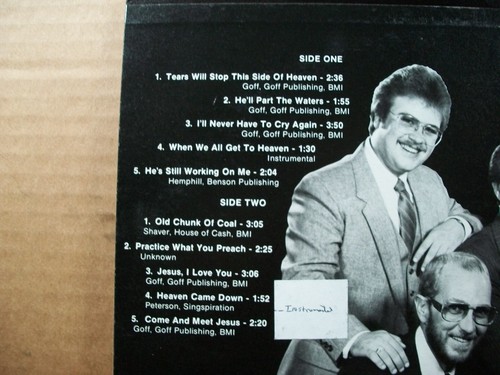 SIDE ONE
1. Tears Will Stop This Side Of Heaven - 2:36
Goff, Goff Publishing, BMI
2. He'll Part The Waters - 1:55
Goff, Goff Publishing, BMI
3. I'll Never Have To Cry Again - 3:50
Goff, Goff Publishing, BMI
4. When We All Get To Heaven - 1:30
Instrumental
5. He's Still Working On Me - 2:04
Hemphill, Benson Publishing
SIDE TWO
1. Old Chunk Of Coal - 3:05
Shaver, House of Cash, BMI
2. Practice What You Preach - 2:25
Unknown
3. Jesus, I Love You - 3:06
Goff, Goff Publishing, BMI
4. Heaven Came Down - 1:52
Peterson, Singspiration
5. Come And Meet Jesus - 2:20
Goff, Goff Publishing, BMI